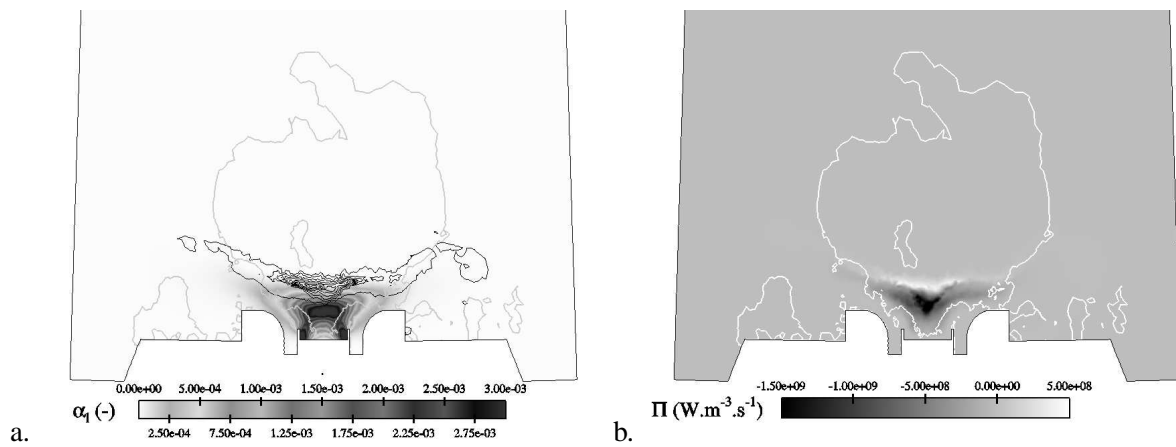 0.00e+00 5.00e-04 1.00e-03 1.50e-03 2.00e-03 2.50e-03 3.00e-03
α_l (-)
2.50e-04 7.50e-04 1.25e-03 1.75e-03 2.25e-03 2.75e-03
a.
-1.50e+09 -1.00e+09 -5.00e+08 0.00e+00 5.00e+08
Π (W.m⁻³.s⁻¹)
b.